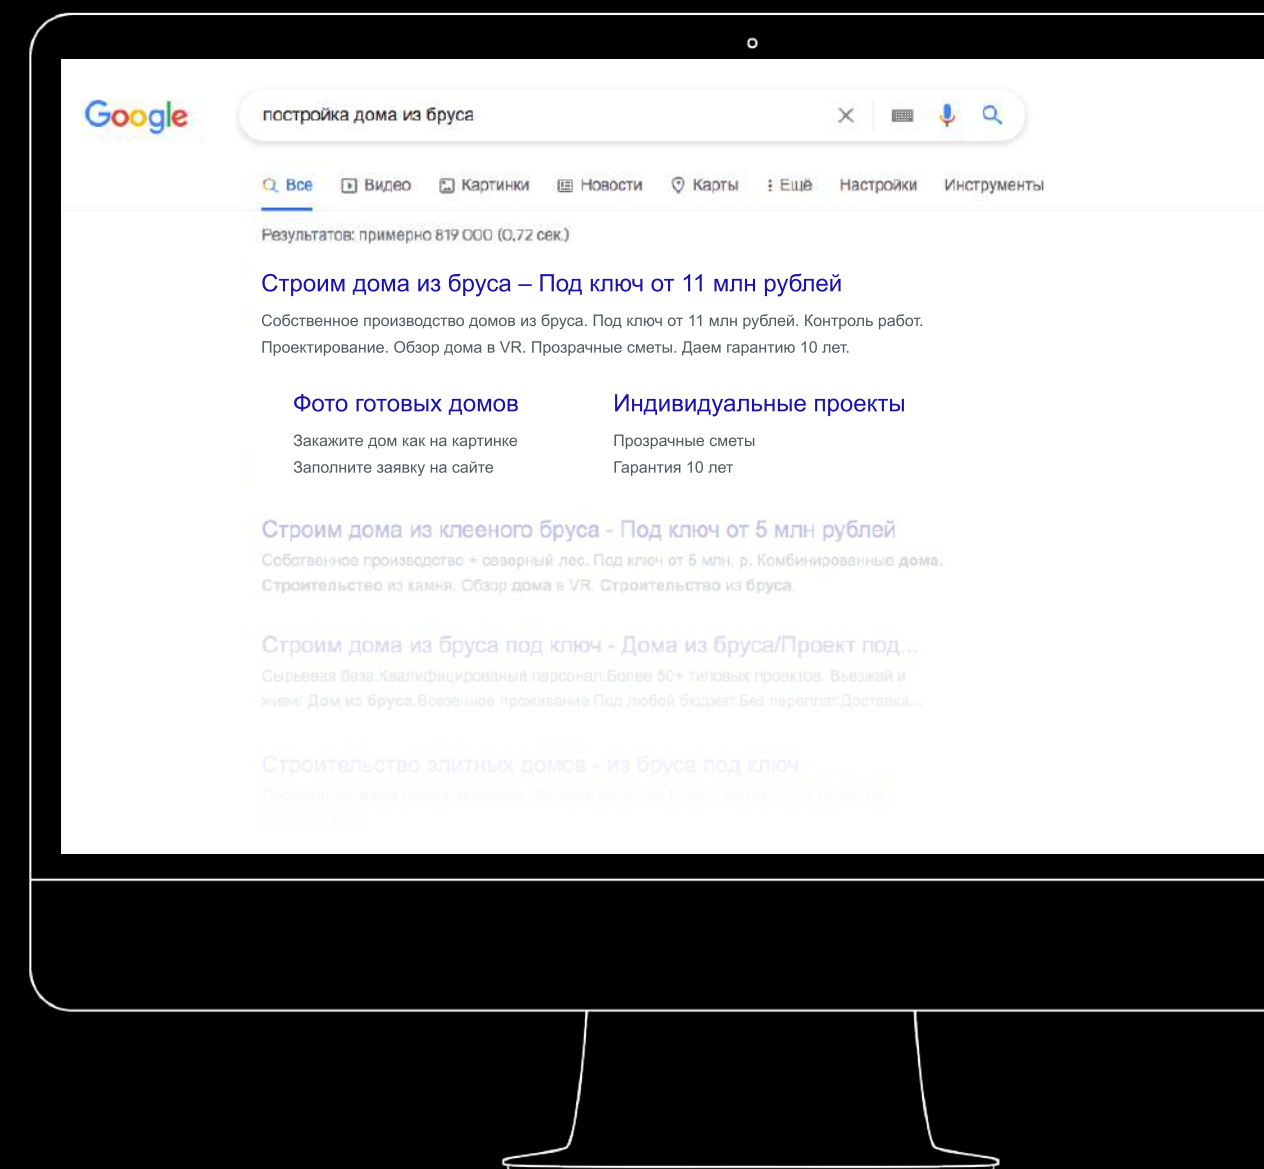 Google
постройка дома из бруса
Все Видео Картинки Новости Карты Ещё Настройки Инструменты
Результатов: примерно 819 000 (0,72 сек.)
Строим дома из бруса – Под ключ от 11 млн рублей
Собственное производство домов из бруса. Под ключ от 11 млн рублей. Контроль работ.
Проектирование. Обзор дома в VR. Прозрачные сметы. Даем гарантию 10 лет.
Фото готовых домов
Закажите дом как на картинке
Заполните заявку на сайте
Индивидуальные проекты
Прозрачные сметы
Гарантия 10 лет
Строим дома из клееного бруса - Под ключ от 5 млн рублей
Собственное производство + северный лес. Под ключ от 5 млн. р. Комбинированные дома.
Строительство из камня. Обзор дома в VR. Строительство из бруса.
Строим дома из бруса под ключ - Дома из бруса/Проект под...
Сырьевая база.Квалифицированый персонал.Более 50+ типовых проектов. Вьезжай и
живи! Дом из бруса.Всезонное проживание.Под любой бюджет.Без переплат.Доставка...
Строительство элитных домов - из бруса под ключ.